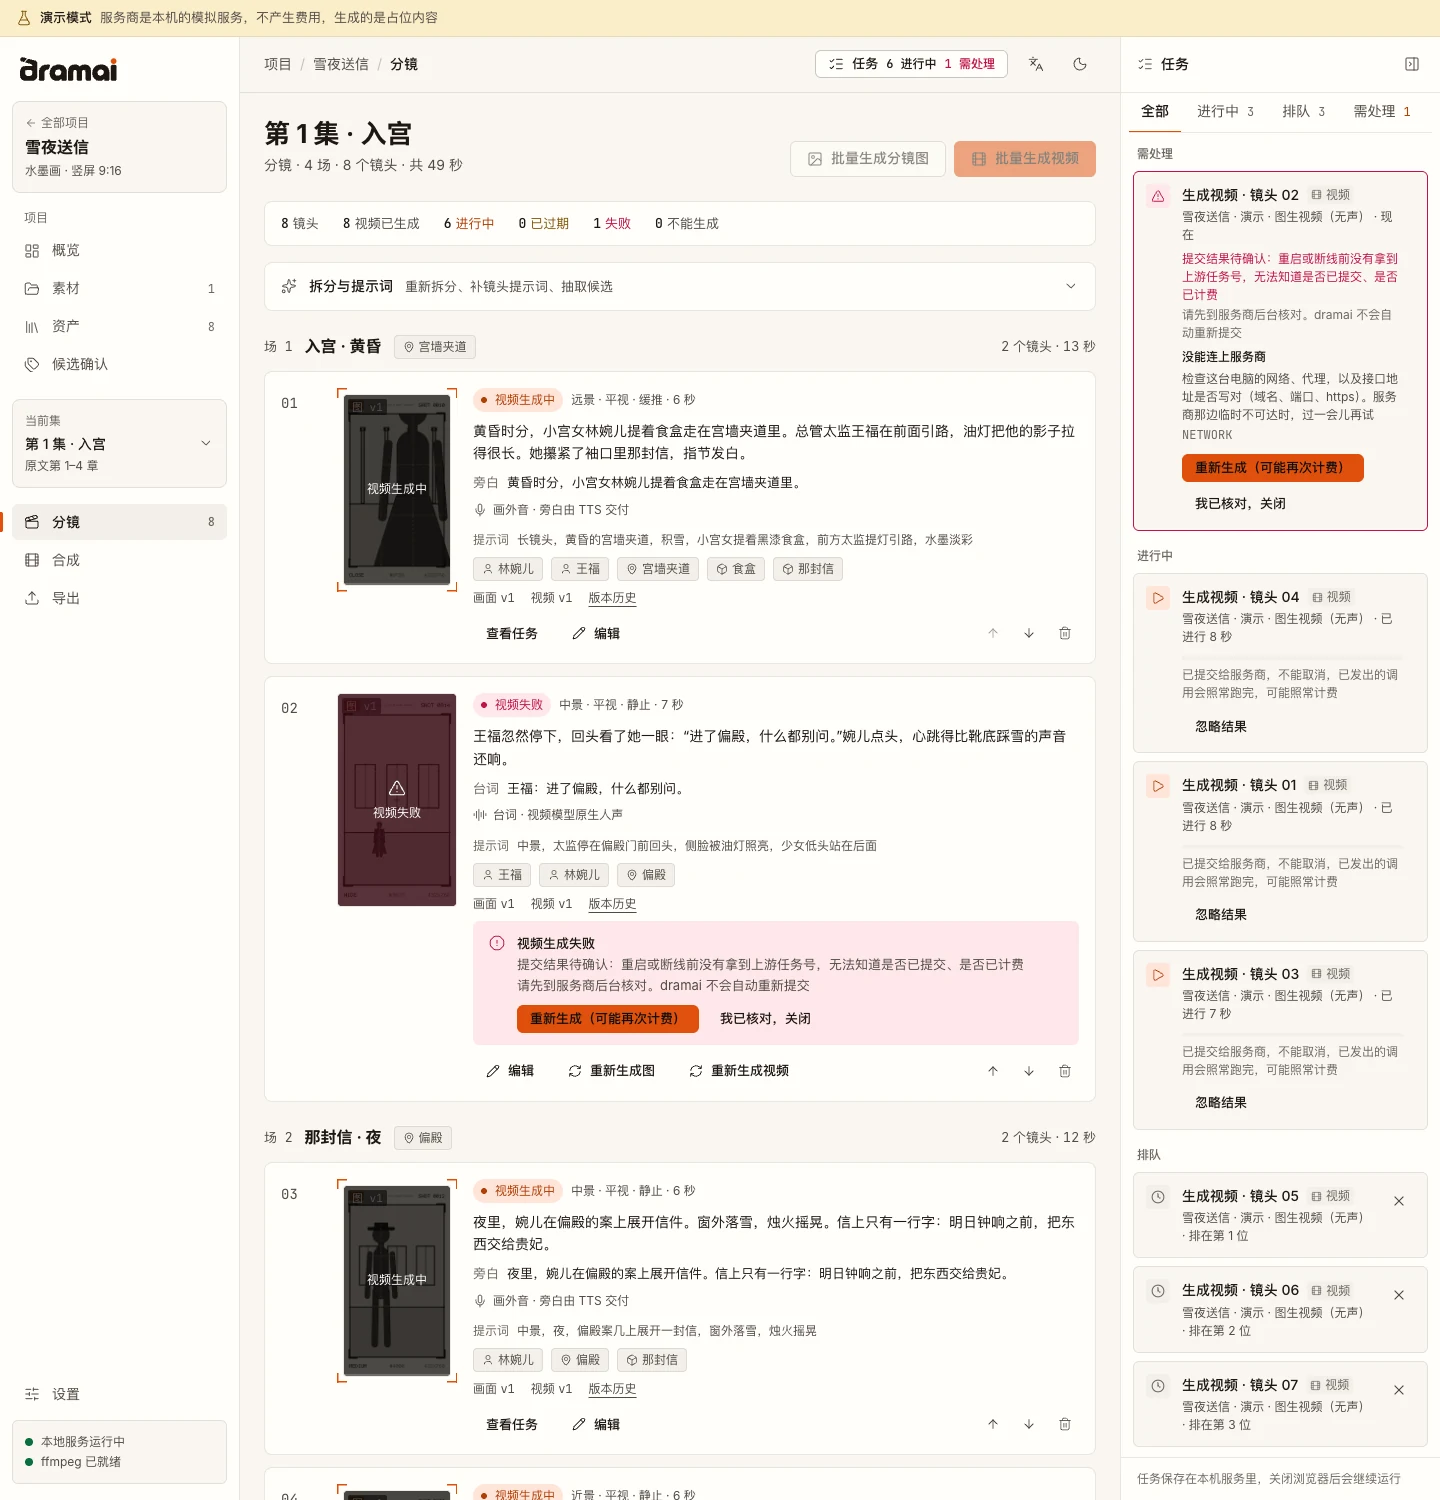 演示模式 服务商是本机的模拟服务，不产生费用，生成的是占位内容
dramai
← 全部项目
雪夜送信
水墨画 · 竖屏 9:16
项目
概览
素材 1
资产 8
候选确认
当前集
第 1 集 · 入宫
原文第 1–4 章
分镜 8
合成
导出
设置
本地服务运行中
ffmpeg 已就绪
项目 / 雪夜送信 / 分镜
任务 6 进行中 1 需处理
第 1 集 · 入宫
分镜 · 4 场 · 8 个镜头 · 共 49 秒
批量生成分镜图
批量生成视频
8 镜头 8 视频已生成 6 进行中 0 已过期 1 失败 0 不能生成
拆分与提示词 重新拆分、补镜头提示词、抽取候选
场 1 入宫 · 黄昏 宫墙夹道 2 个镜头 · 13 秒
01
图 v1
视频生成中
视频生成中 远景 · 平视 · 缓推 · 6 秒
黄昏时分，小宫女林婉儿提着食盒走在宫墙夹道里。总管太监王福在前面引路，油灯把他的影子拉
得很长。她攥紧了袖口里那封信，指节发白。
旁白 黄昏时分，小宫女林婉儿提着食盒走在宫墙夹道里。
画外音 · 旁白由 TTS 交付
提示词 长镜头，黄昏的宫墙夹道，积雪，小宫女提着黑漆食盒，前方太监提灯引路，水墨淡彩
林婉儿 王福 宫墙夹道 食盒 那封信
画面 v1 视频 v1 版本历史
查看任务 编辑
02
图 v1
视频失败
视频失败 中景 · 平视 · 静止 · 7 秒
王福忽然停下，回头看了她一眼：“进了偏殿，什么都别问。”婉儿点头，心跳得比靴底踩雪的声音
还响。
台词 王福：进了偏殿，什么都别问。
台词 · 视频模型原生人声
提示词 中景，太监停在偏殿门前回头，侧脸被油灯照亮，少女低头站在后面
王福 林婉儿 偏殿
画面 v1 视频 v1 版本历史
视频生成失败
提交结果待确认：重启或断线前没有拿到上游任务号，无法知道是否已提交、是否已计费
请先到服务商后台核对。dramai 不会自动重新提交
重新生成（可能再次计费） 我已核对，关闭
编辑 重新生成图 重新生成视频
场 2 那封信 · 夜 偏殿 2 个镜头 · 12 秒
03
图 v1
视频生成中
视频生成中 中景 · 平视 · 静止 · 6 秒
夜里，婉儿在偏殿的案上展开信件。窗外落雪，烛火摇晃。信上只有一行字：明日钟响之前，把东
西交给贵妃。
旁白 夜里，婉儿在偏殿的案上展开信件。信上只有一行字：明日钟响之前，把东西交给贵妃。
画外音 · 旁白由 TTS 交付
提示词 中景，夜，偏殿案几上展开一封信，窗外落雪，烛火摇曳
林婉儿 偏殿 那封信
画面 v1 视频 v1 版本历史
查看任务 编辑
04
视频生成中 近景 · 平视 · 静止 · 6 秒
任务
全部 进行中 3 排队 3 需处理 1
需处理
生成视频 · 镜头 02 视频
雪夜送信 · 演示 · 图生视频（无声） · 现
在
提交结果待确认：重启或断线前没有拿到
上游任务号，无法知道是否已提交、是否
已计费
请先到服务商后台核对。dramai 不会自
动重新提交
没能连上服务商
检查这台电脑的网络、代理，以及接口地
址是否写对（域名、端口、https）。服务
商那边临时不可达时，过一会儿再试
NETWORK
重新生成（可能再次计费）
我已核对，关闭
进行中
生成视频 · 镜头 04 视频
雪夜送信 · 演示 · 图生视频（无声） · 已
进行 8 秒
已提交给服务商，不能取消，已发出的调
用会照常跑完，可能照常计费
忽略结果
生成视频 · 镜头 01 视频
雪夜送信 · 演示 · 图生视频（无声） · 已
进行 8 秒
已提交给服务商，不能取消，已发出的调
用会照常跑完，可能照常计费
忽略结果
生成视频 · 镜头 03 视频
雪夜送信 · 演示 · 图生视频（无声） · 已
进行 7 秒
已提交给服务商，不能取消，已发出的调
用会照常跑完，可能照常计费
忽略结果
排队
生成视频 · 镜头 05 视频
雪夜送信 · 演示 · 图生视频（无声）
· 排在第 1 位
生成视频 · 镜头 06 视频
雪夜送信 · 演示 · 图生视频（无声）
· 排在第 2 位
生成视频 · 镜头 07 视频
雪夜送信 · 演示 · 图生视频（无声）
· 排在第 3 位
任务保存在本机服务里，关闭浏览器后会继续运行